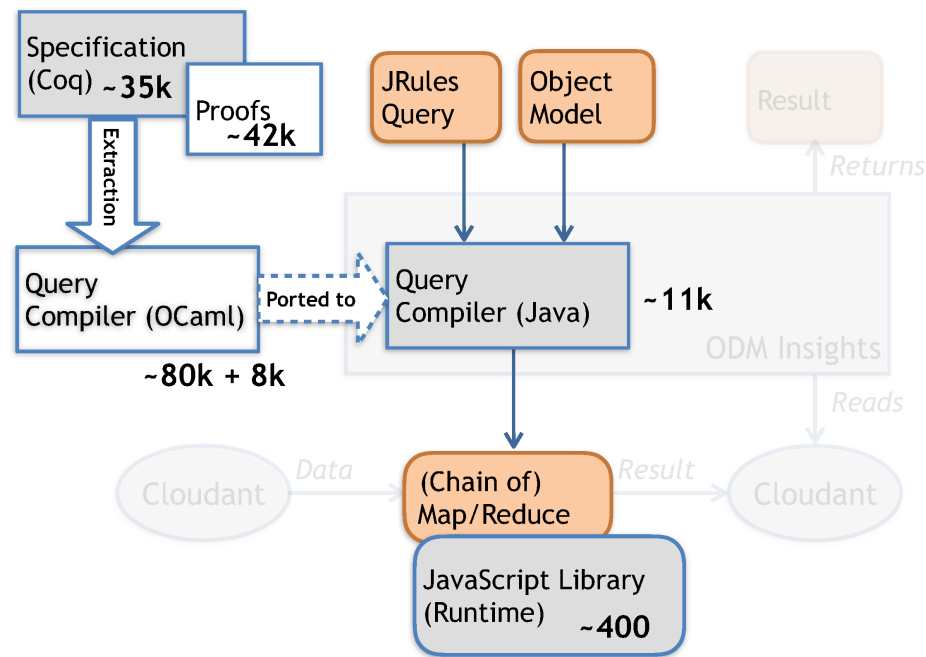 Specification
(Coq) ~35k
Proofs
~42k
JRules
Query
Object
Model
Result
Extraction
Returns
Query
Compiler (OCaml)
Ported to
Query
Compiler (Java)
~11k
ODM Insights
~80k + 8k
Reads
Cloudant
Data
(Chain of)
Map/Reduce
Result
Cloudant
JavaScript Library
(Runtime)
~400